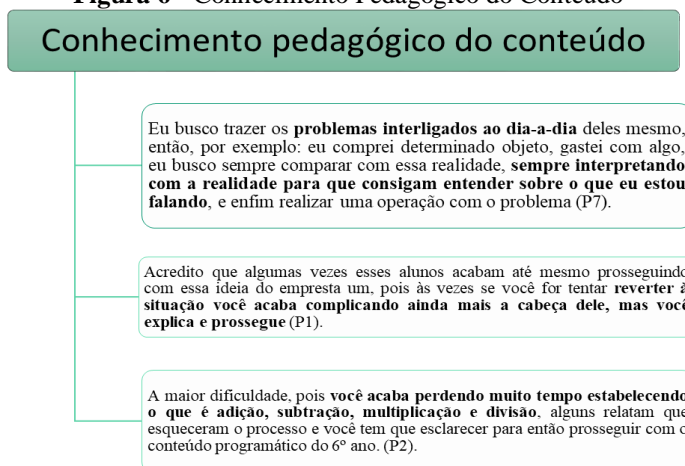 Figura 6 - Conhecimento Pedagógico do Conteúdo
Conhecimento pedagógico do conteúdo
Eu busco trazer os problemas interligados ao dia-a-dia deles mesmo,
então, por exemplo: eu comprei determinado objeto, gastei com algo,
eu busco sempre comparar com essa realidade, sempre interpretando
com a realidade para que consigam entender sobre o que eu estou
falando, e enfim realizar uma operação com o problema (P7).
Acredito que algumas vezes esses alunos acabam até mesmo prosseguindo
com essa ideia do empresta um, pois às vezes se você for tentar reverter à
situação você acaba complicando ainda mais a cabeça dele, mas você
explica e prossegue (P1).
A maior dificuldade, pois você acaba perdendo muito tempo estabelecendo
o que é adição, subtração, multiplicação e divisão, alguns relatam que
esqueceram o processo e você tem que esclarecer para então prosseguir com o
conteúdo programático do 6º ano. (P2).